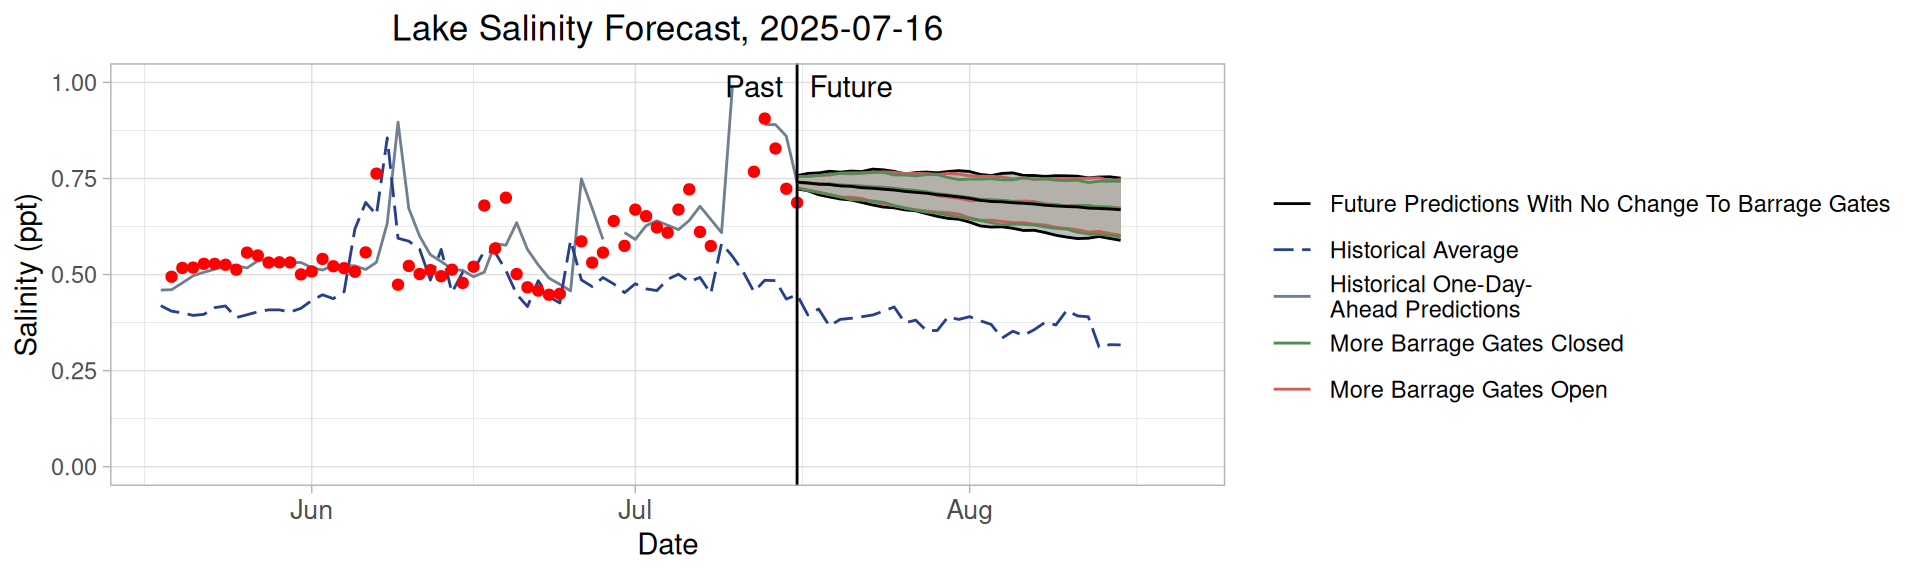 Lake Salinity Forecast, 2025-07-16
Past Future
1.00
0.75
0.50
0.25
0.00
Salinity (ppt)
Jun Jul Aug
Date
Future Predictions With No Change To Barrage Gates
Historical Average
Historical One-Day-
Ahead Predictions
More Barrage Gates Closed
More Barrage Gates Open